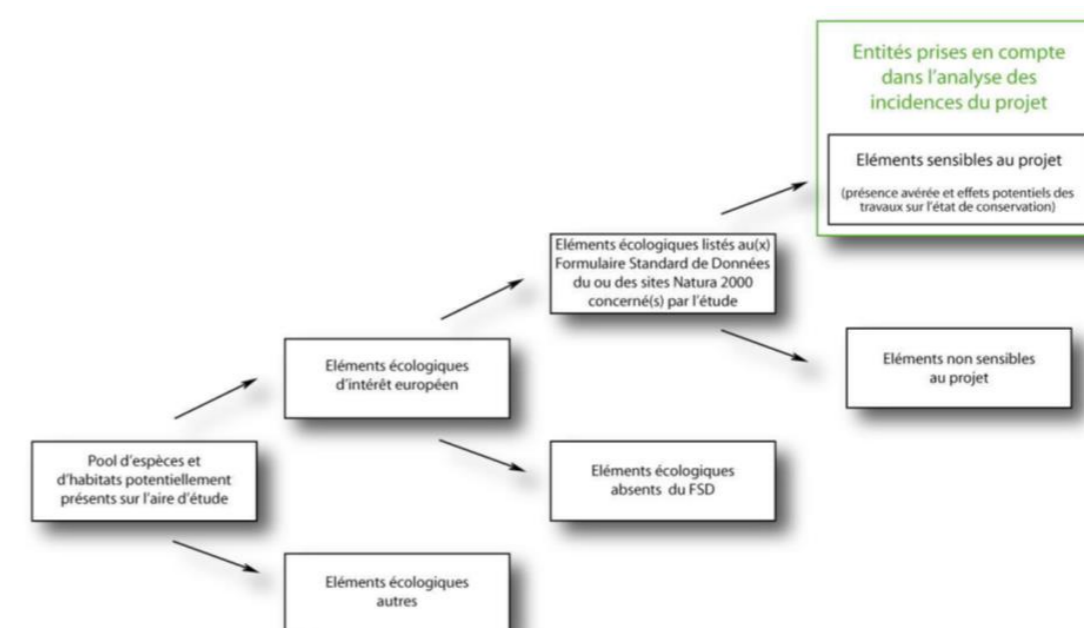 Entités prises en compte
dans l'analyse des
incidences du projet
Eléments sensibles au projet
(présence avérée et effets potentiels des
travaux sur l'état de conservation)
Eléments écologiques listés au(x)
Formulaire Standard de Données
du ou des sites Natura 2000
concerné(s) par l'étude
Eléments non sensibles
au projet
Eléments écologiques
d'intérêt européen
Eléments écologiques
absents du FSD
Pool d'espèces et
d'habitats potentiellement
présents sur l'aire d'étude
Eléments écologiques
autres